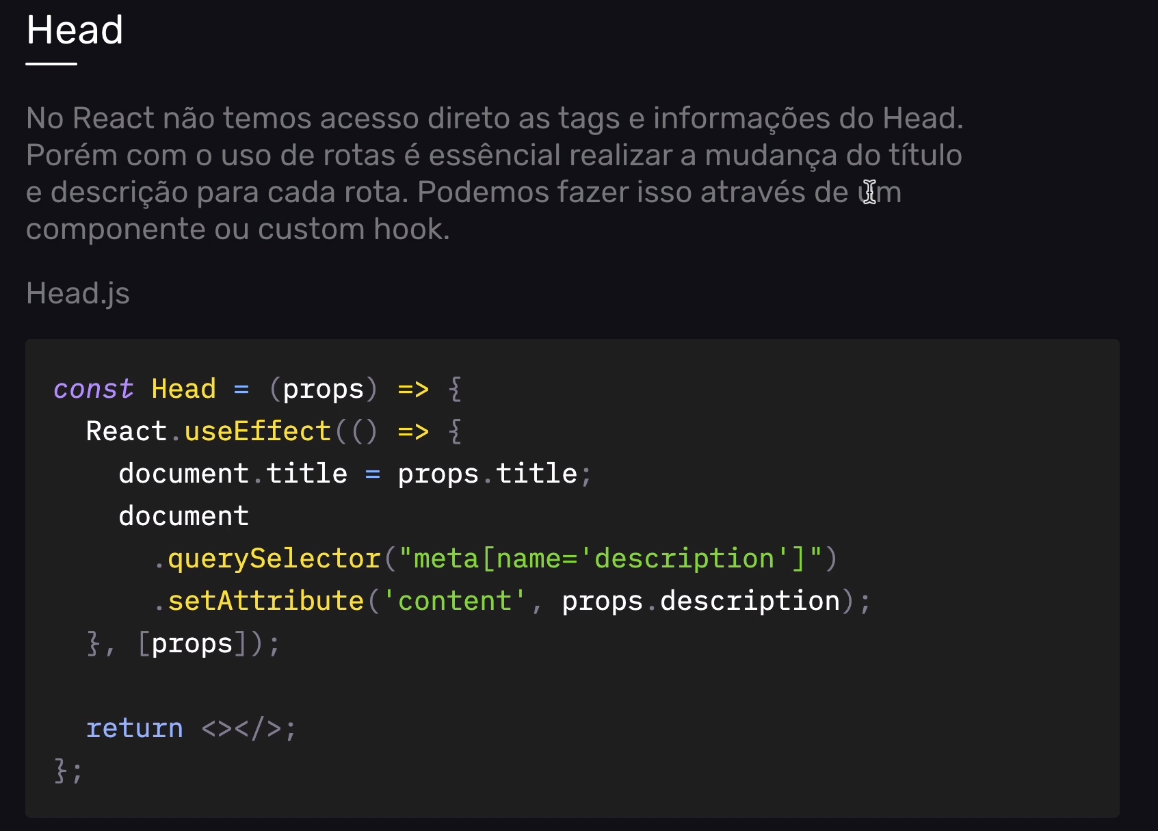 Head
No React não temos acesso direto as tags e informações do Head.
Porém com o uso de rotas é essêncial realizar a mudança do título
e descrição para cada rota. Podemos fazer isso através de um
componente ou custom hook.
Head.js
const Head = (props) => {
  React.useEffect(() => {
    document.title = props.title;
    document
      .querySelector("meta[name='description']")
      .setAttribute('content', props.description);
  }, [props]);
  return <></>;
};